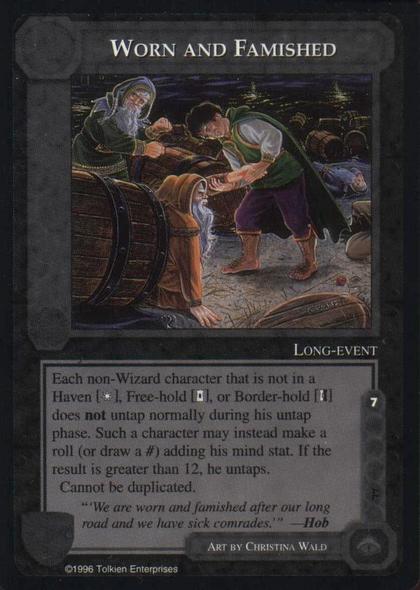 WORN AND FAMISHED
LONG-EVENT
Each non-Wizard character that is not in a
Haven [☀], Free-hold [], or Border-hold []
does not untap normally during his untap
phase. Such a character may instead make a
roll (or draw a #) adding his mind stat. If the
result is greater than 12, he untaps.
Cannot be duplicated.
7
"'We are worn and famished after our long
road and we have sick comrades.'" —Hob
ART BY CHRISTINA WALD
©1996 Tolkien Enterprises